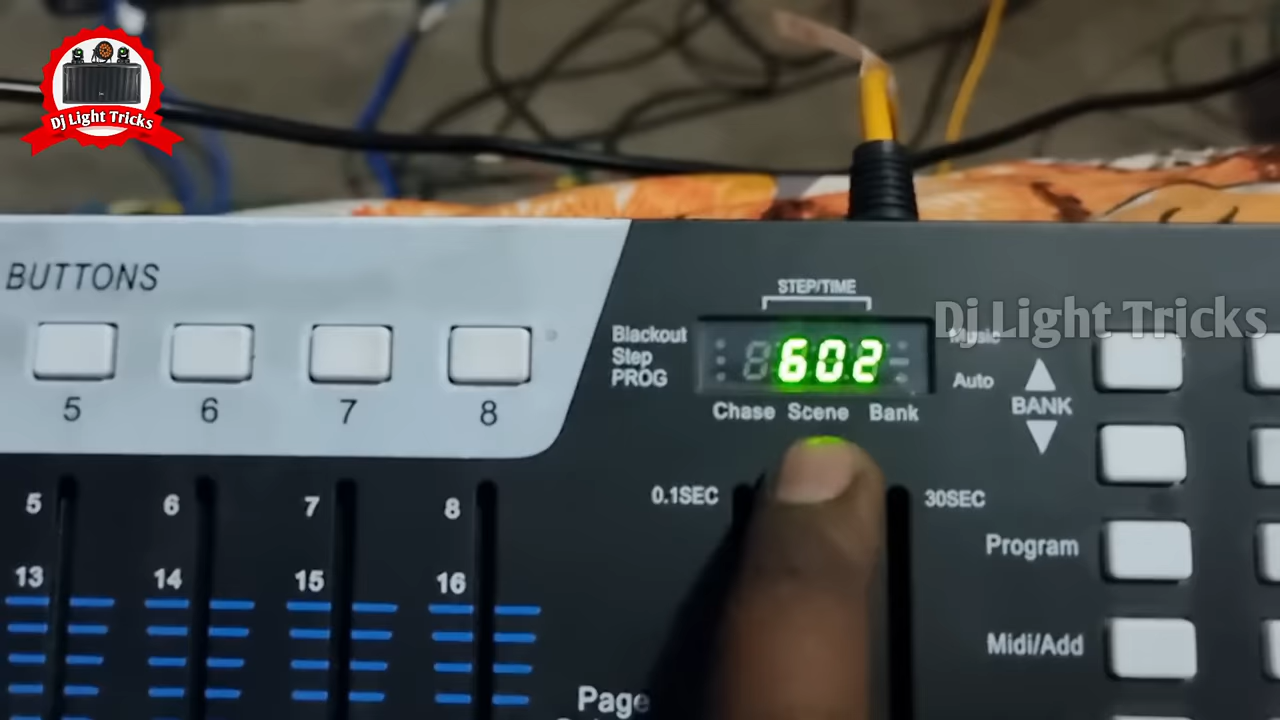 Dj Light Tricks
BUTTONS
5 6 7 8
STEP/TIME
Blackout
Step
PROG
602
Music
Auto
Chase Scene Bank
BANK
Dj Light Tricks
0.1SEC 30SEC
5 6 7 8
13 14 15 16
Program
Midi/Add
Page